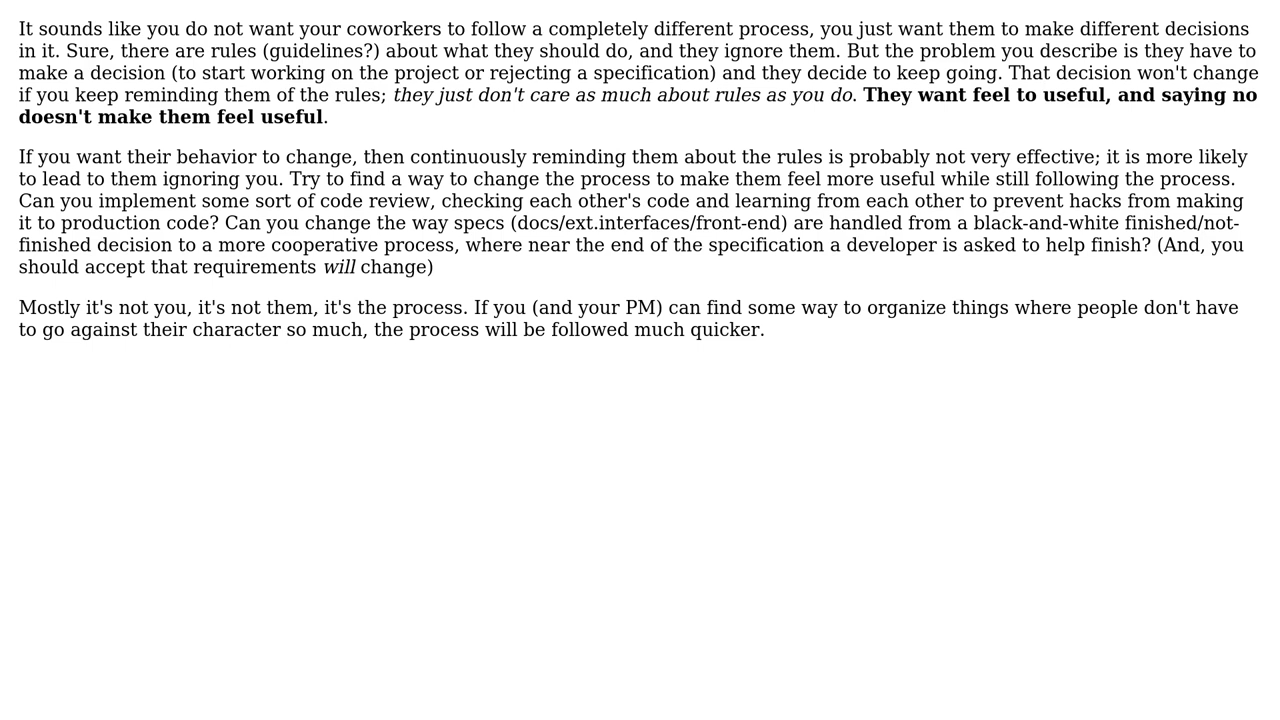 It sounds like you do not want your coworkers to follow a completely different process, you just want them to make different decisions
in it. Sure, there are rules (guidelines?) about what they should do, and they ignore them. But the problem you describe is they have to
make a decision (to start working on the project or rejecting a specification) and they decide to keep going. That decision won't change
if you keep reminding them of the rules; they just don't care as much about rules as you do. They want feel to useful, and saying no
doesn't make them feel useful.
If you want their behavior to change, then continuously reminding them about the rules is probably not very effective; it is more likely
to lead to them ignoring you. Try to find a way to change the process to make them feel more useful while still following the process.
Can you implement some sort of code review, checking each other's code and learning from each other to prevent hacks from making
it to production code? Can you change the way specs (docs/ext.interfaces/front-end) are handled from a black-and-white finished/not-
finished decision to a more cooperative process, where near the end of the specification a developer is asked to help finish? (And, you
should accept that requirements will change)
Mostly it's not you, it's not them, it's the process. If you (and your PM) can find some way to organize things where people don't have
to go against their character so much, the process will be followed much quicker.